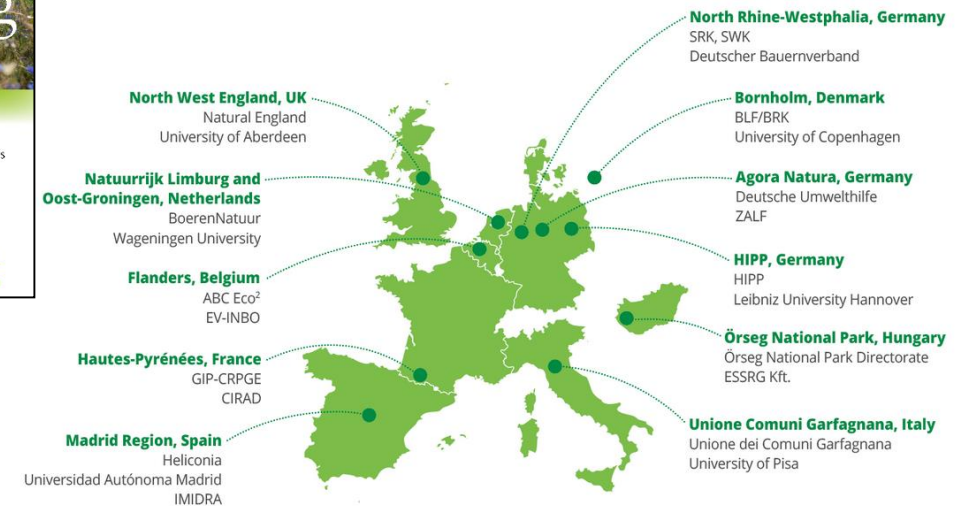 g
s
North West England, UK
Natural England
University of Aberdeen
Natuurrijk Limburg and
Oost-Groningen, Netherlands
BoerenNatuur
Wageningen University
Flanders, Belgium
ABC Eco²
EV-INBO
Hautes-Pyrénées, France
GIP-CRPGE
CIRAD
Madrid Region, Spain
Heliconia
Universidad Autónoma Madrid
IMIDRA
North Rhine-Westphalia, Germany
SRK, SWK
Deutscher Bauernverband
Bornholm, Denmark
BLF/BRK
University of Copenhagen
Agora Natura, Germany
Deutsche Umwelthilfe
ZALF
HIPP, Germany
HIPP
Leibniz University Hannover
Örseg National Park, Hungary
Örseg National Park Directorate
ESSRG Kft.
Unione Comuni Garfagnana, Italy
Unione dei Comuni Garfagnana
University of Pisa